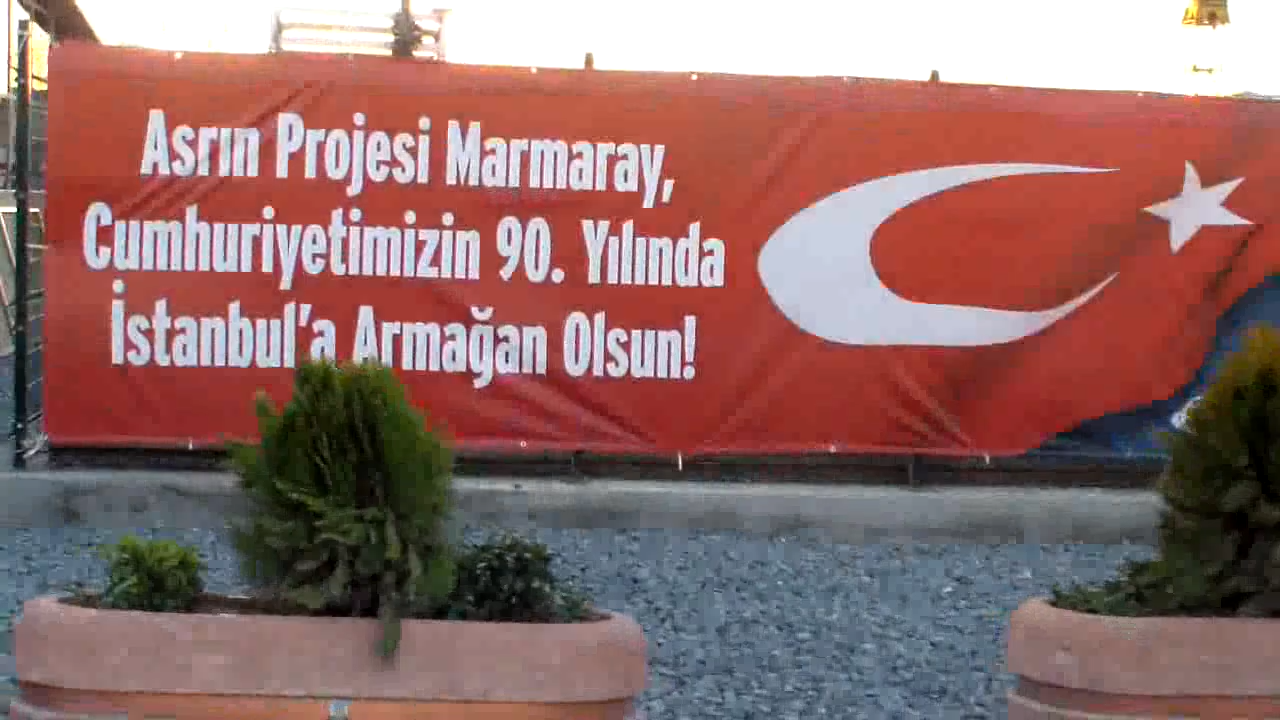 Asrın Projesi Marmaray,
Cumhuriyetimizin 90. Yılında
İstanbul'a Armağan Olsun!